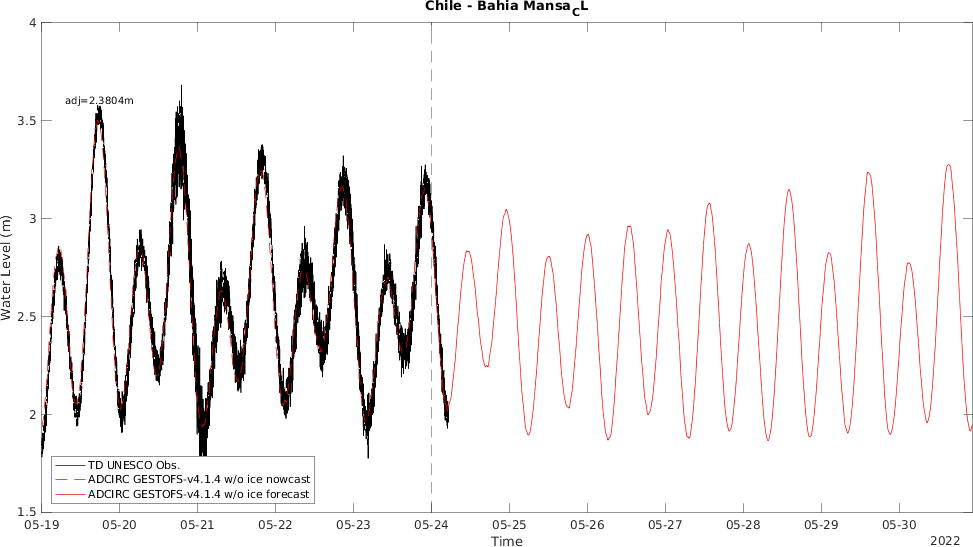 Chile - Bahia Mansa_CL
adj=2.3804m
4
3.5
3
2.5
2
1.5
Water Level (m)
TD UNESCO Obs.
ADCIRC GESTOFS-v4.1.4 w/o ice nowcast
ADCIRC GESTOFS-v4.1.4 w/o ice forecast
05-19 05-20 05-21 05-22 05-23 05-24 05-25 05-26 05-27 05-28 05-29 05-30
Time
2022